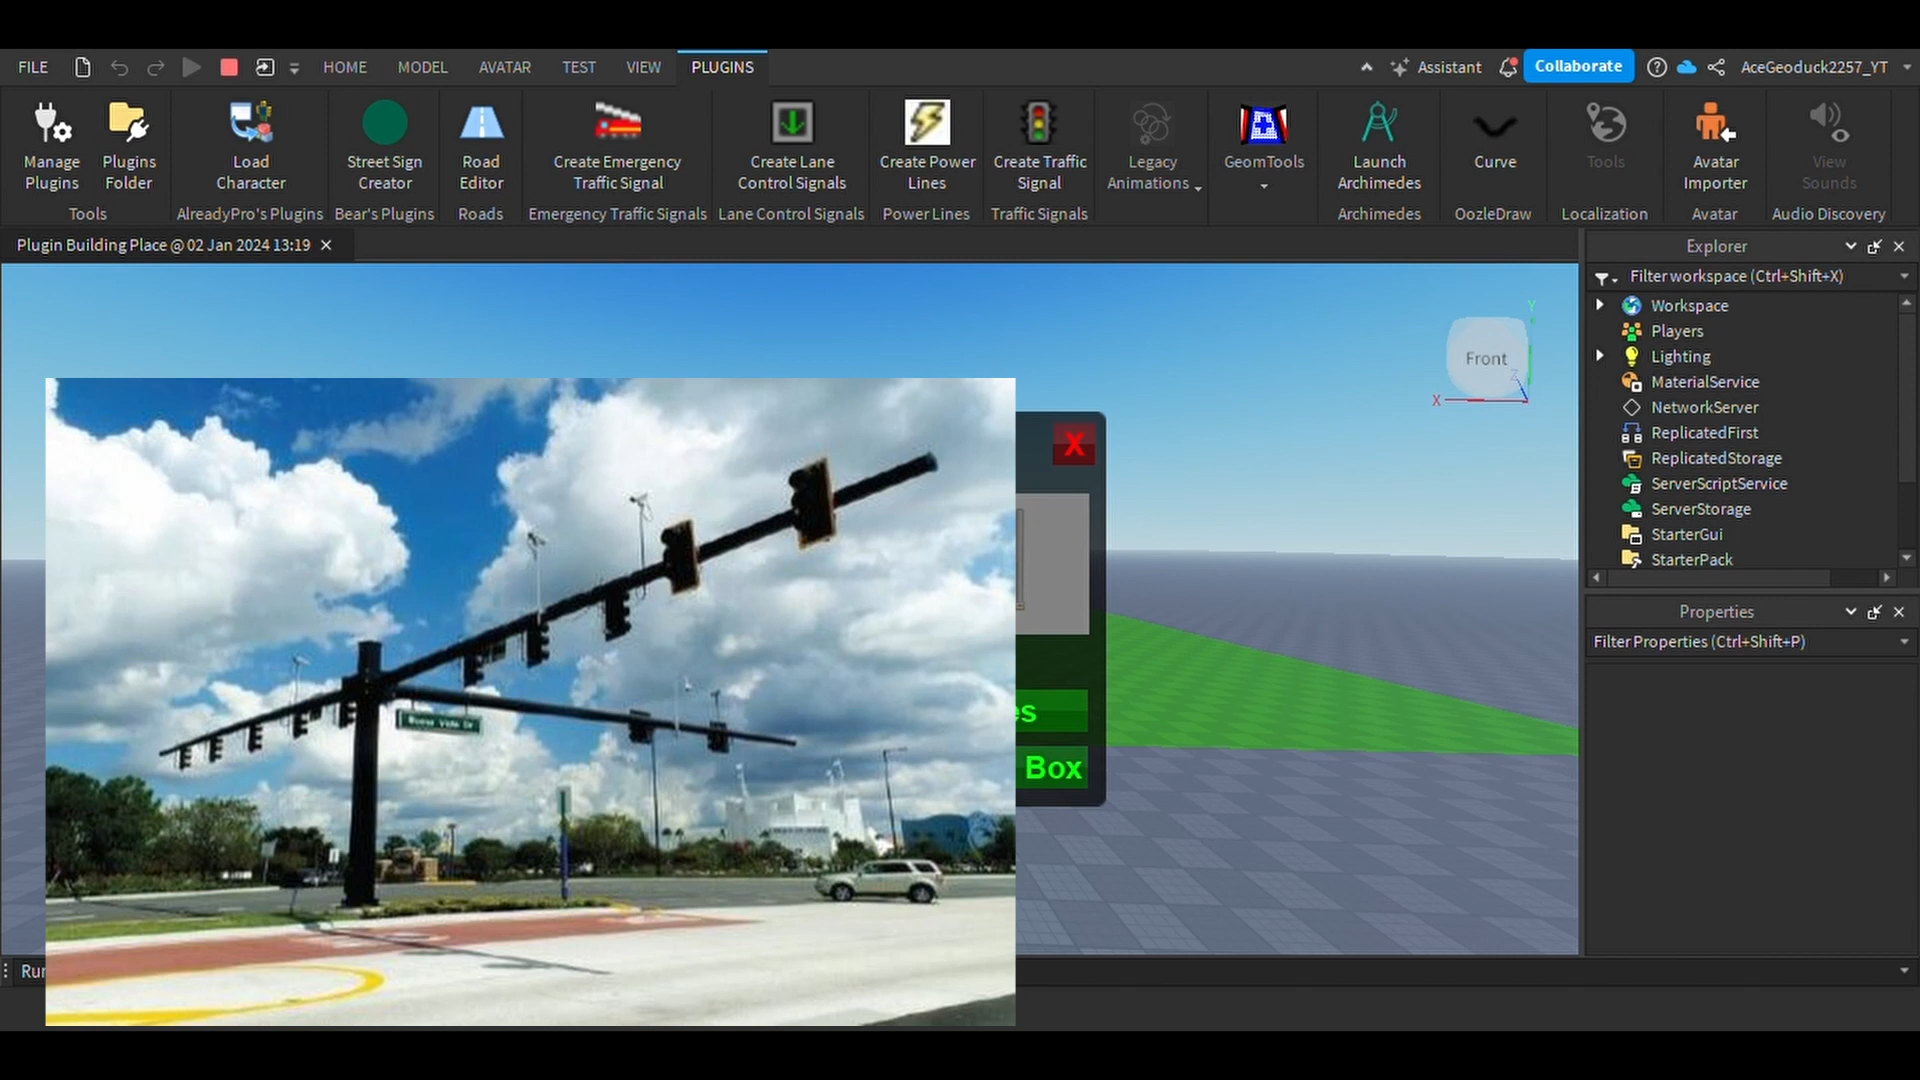 FILE HOME MODEL AVATAR TEST VIEW PLUGINS Assistant Collaborate AceGeoduck2257_YT
Manage Plugins
Plugins Folder
Tools
Load Character
AlreadyPro's Plugins
Street Sign Creator
Bear's Plugins
Road Editor
Roads
Create Emergency Traffic Signal
Emergency Traffic Signals
Create Lane Control Signals
Lane Control Signals
Create Power Lines
Power Lines
Create Traffic Signal
Traffic Signals
Legacy Animations
GeomTools
Launch Archimedes
Archimedes
Curve
OozleDraw
Tools
Localization
Avatar Importer
Avatar
View Sounds
Audio Discovery
Plugin Building Place @ 02 Jan 2024 13:19
Explorer
Filter workspace (Ctrl+Shift+X)
Workspace
Players
Lighting
MaterialService
NetworkServer
ReplicatedFirst
ReplicatedStorage
ServerScriptService
ServerStorage
StarterGui
StarterPack
Properties
Filter Properties (Ctrl+Shift+P)
Y
Front
Z
X
X
es
Box
Buena Vista Dr
Rur